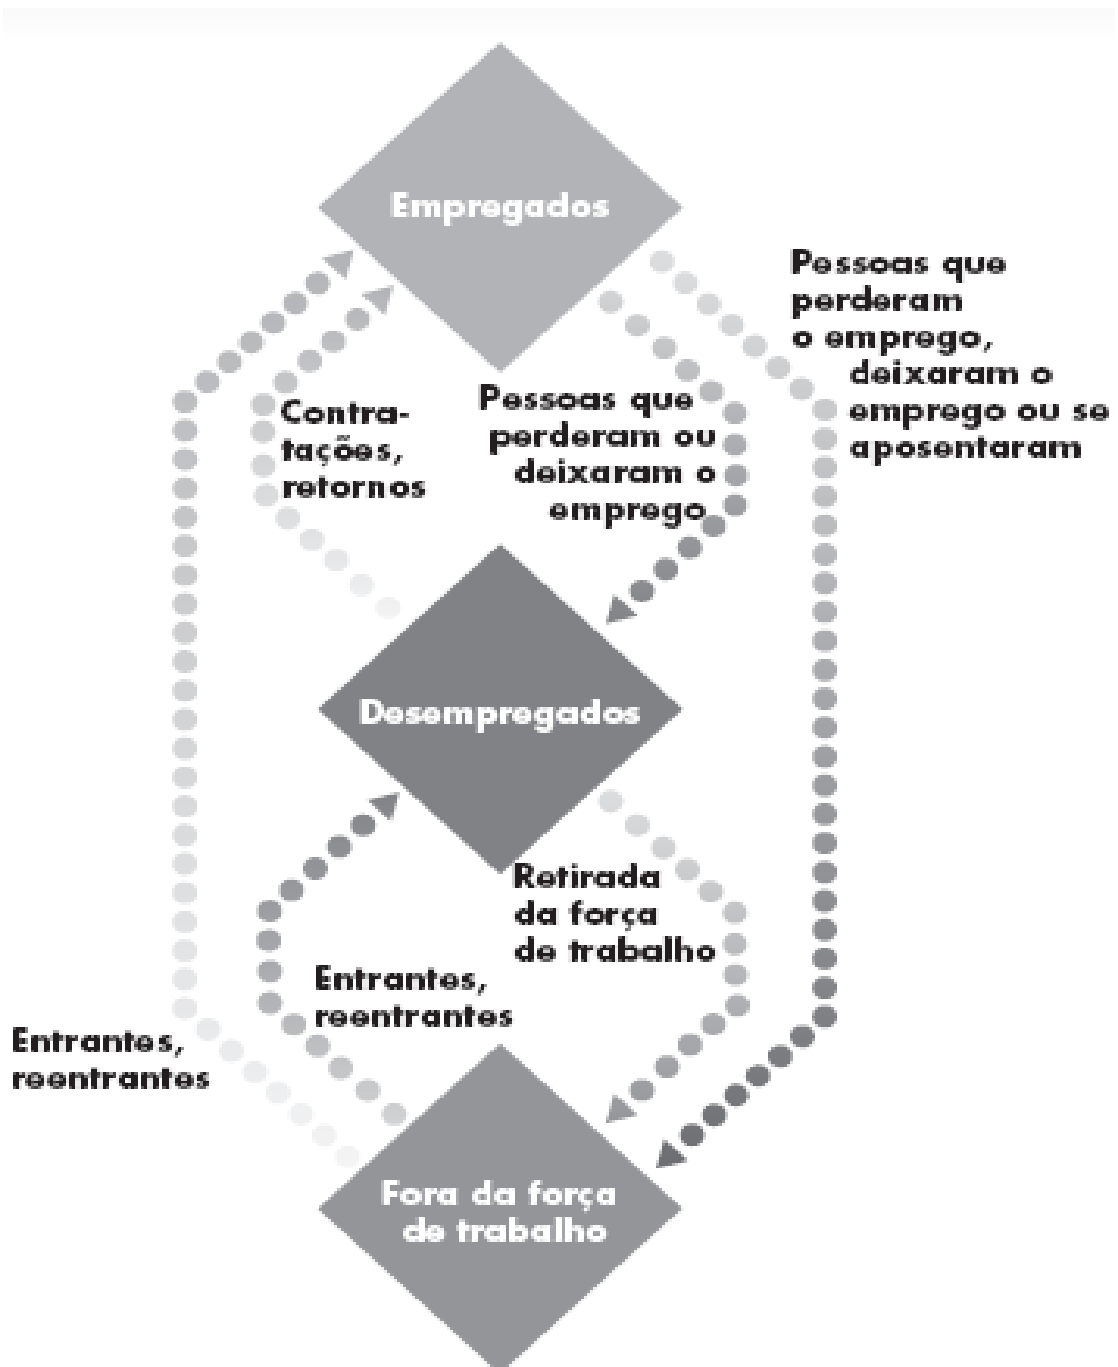 Empregados
Pessoas que
perderam
o emprego,
deixaram o
emprego ou se
aposentaram
Contra-
tações,
retornos
Pessoas que
perderam ou
deixaram o
emprego
Desempregados
Retirada
da força
de trabalho
Entrantes,
reentrantes
Entrantes,
reentrantes
Fora da força
de trabalho